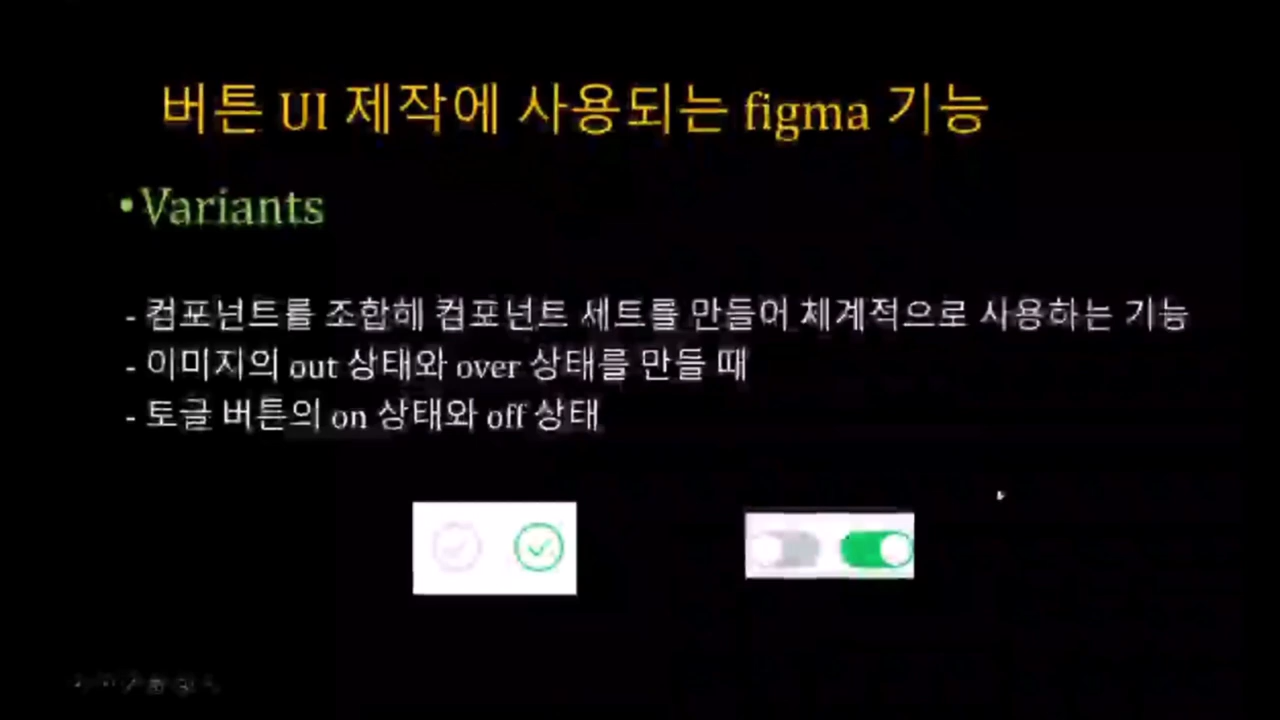 버튼 UI 제작에 사용되는 figma 기능
•Variants
- 컴포넌트를 조합해 컴포넌트 세트를 만들어 체계적으로 사용하는 기능
- 이미지의 out 상태와 over 상태를 만들 때
- 토글 버튼의 on 상태와 off 상태